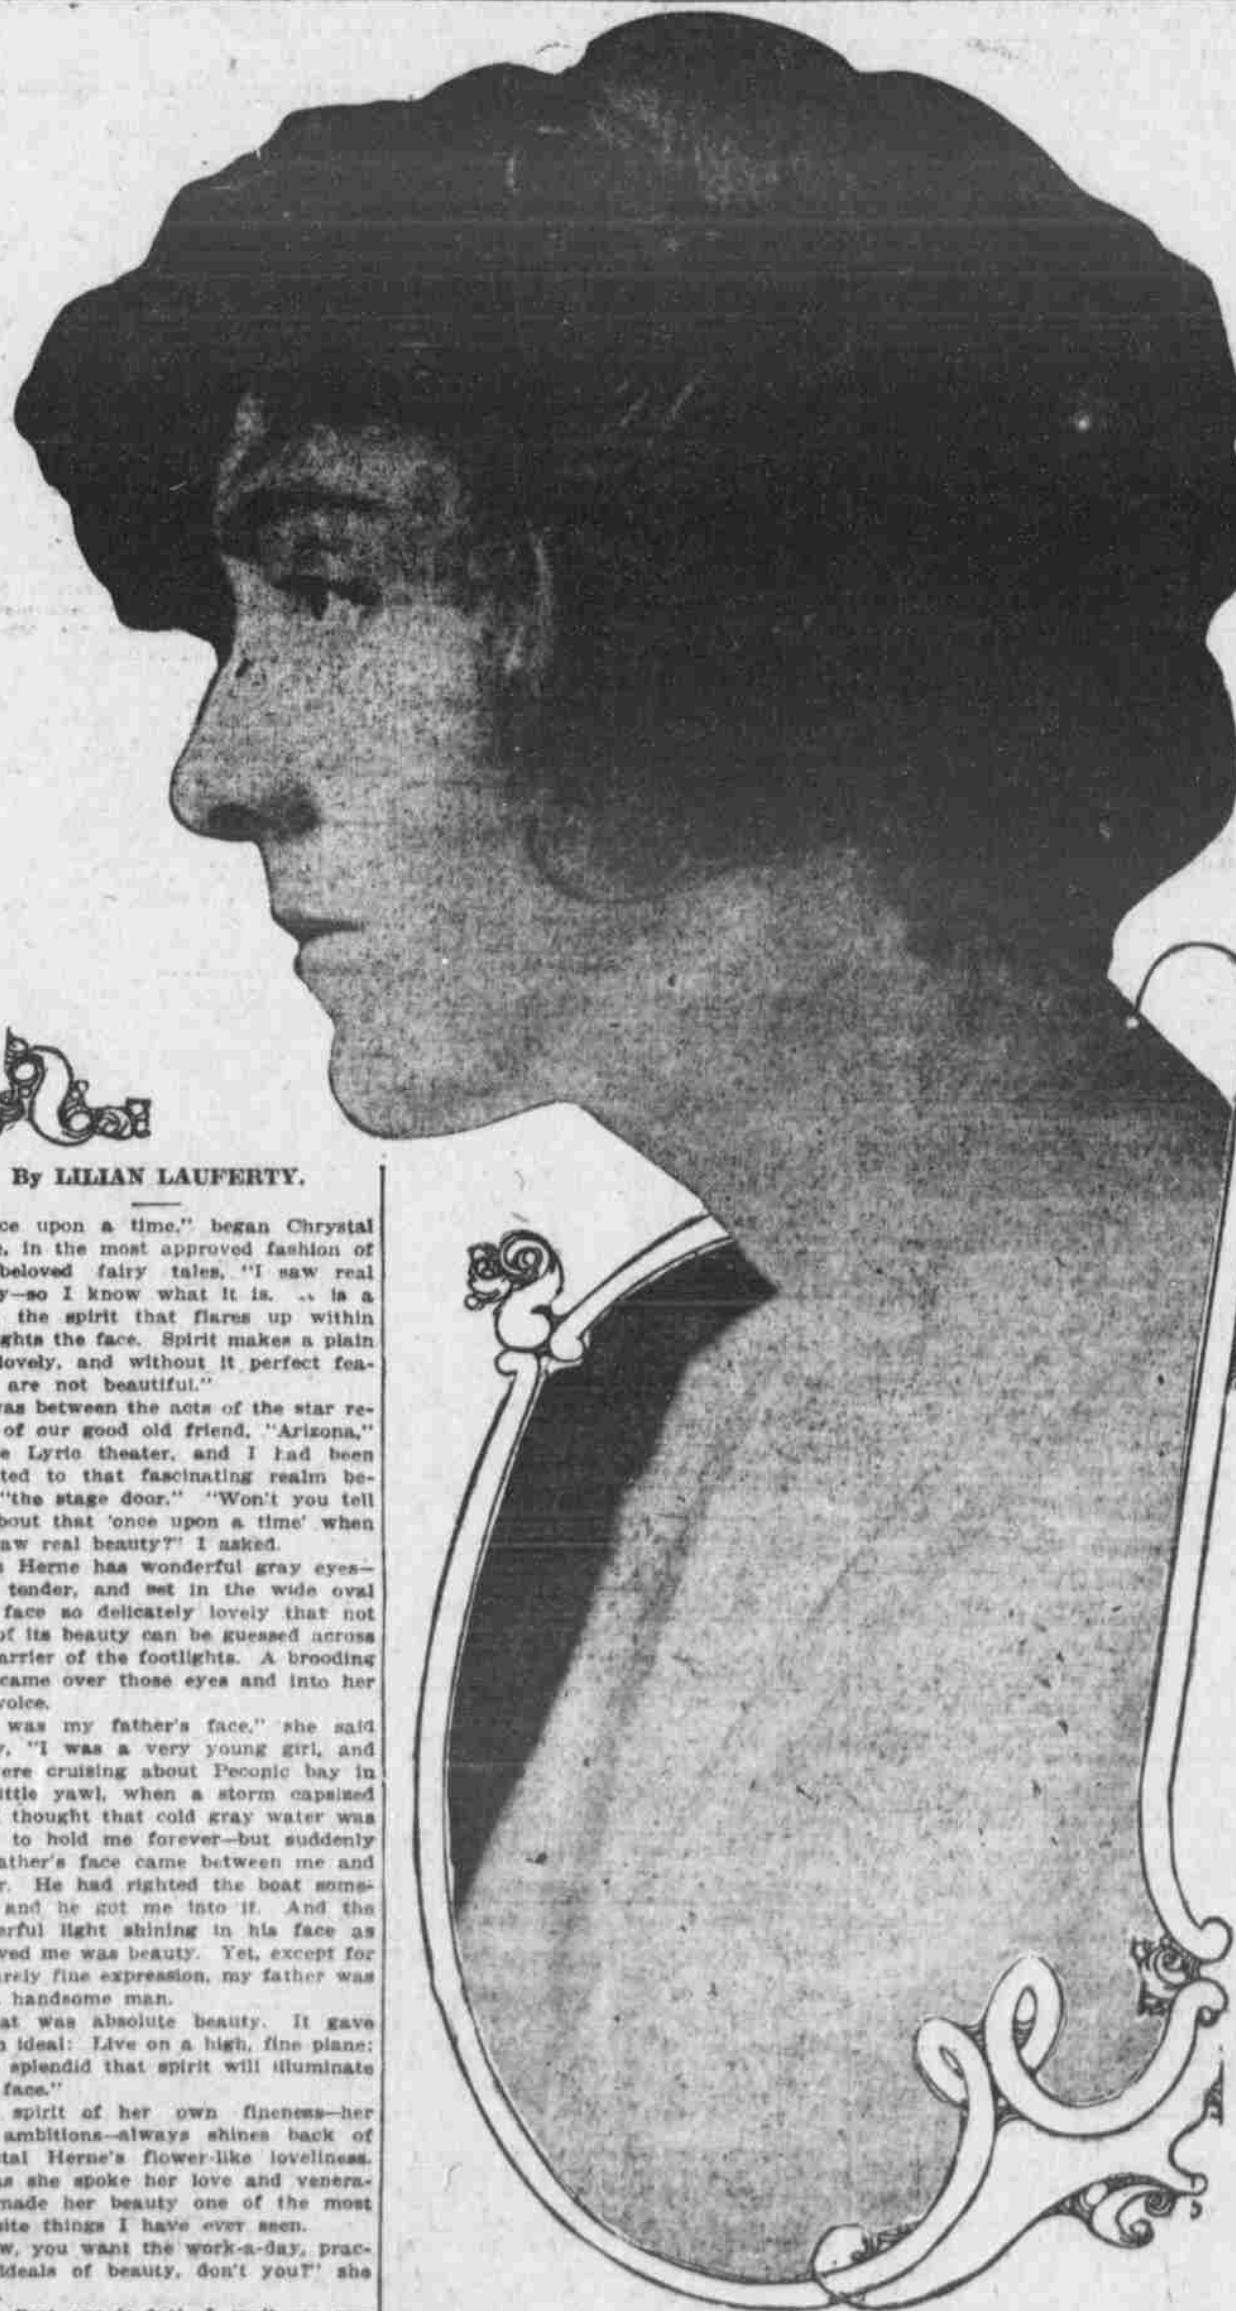 By LILIAN LAUFERTY.
ce upon a time," began Chrystal
, in the most approved fashion of
beloved fairy tales, "I saw real
y—so I know what it is. is a
the spirit that flares up within
ghts the face. Spirit makes a plain
lovely, and without it perfect fea-
are not beautiful."
as between the acts of the star re-
of our good old friend, "Arizona,"
e Lyric theater, and I had been
ted to that fascinating realm be-
"the stage door." "Won't you tell
bout that 'once upon a time' when
aw real beauty?" I asked.
s Herne has wonderful gray eyes—
tender, and set in the wide oval
face so delicately lovely that not
of its beauty can be guessed across
arrier of the footlights. A brooding
came over those eyes and into her
voice.
was my father's face," she said
y, "I was a very young girl, and
ere cruising about Peconic bay in
ittle yawl, when a storm capsized
thought that cold gray water was
to hold me forever—but suddenly
ather's face came between me and
r. He had righted the boat some-
and he got me into it. And the
erful light shining in his face as
ved me was beauty. Yet, except for
rely fine expression, my father was
handsome man.
at was absolute beauty. It gave
n ideal: Live on a high, fine plane;
splendid that spirit will illuminate
face."
spirit of her own fineness—her
ambitions—always shines back of
tal Herne's flower-like loveliness.
as she spoke her love and venera-
made her beauty one of the most
site things I have ever seen.
w, you want the work-a-day, prac-
ideals of beauty, don't you?" she